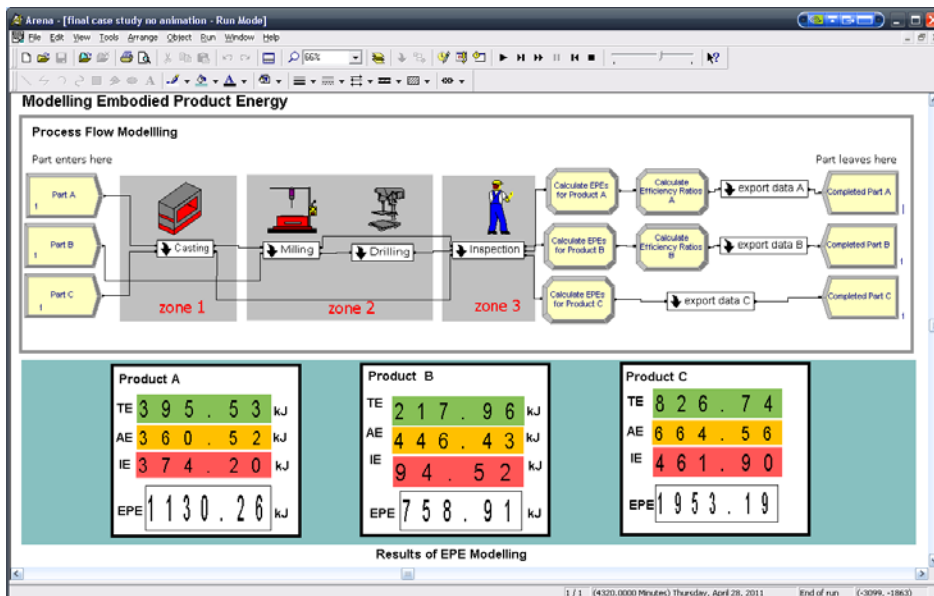 Arena - [final case study no animation - Run Mode]
File Edit View Tools Arrange Object Run Window Help
66%
Modelling Embodied Product Energy
Process Flow Modellling
Part enters here
Part leaves here
Part A
1
Part B
1
Part C
1
Casting
Milling
Drilling
Inspection
zone 1
zone 2
zone 3
Calculate EPEs
for Product A
Calculate
Efficiency Ratios
A
export data A
Completed Part A
1
Calculate EPEs
for Product B
Calculate
Efficiency Ratios
B
export data B
Completed Part B
1
Calculate EPEs
for Product C
export data C
Completed Part C
1
Product A
TE 395.53 kJ
AE 360.52 kJ
IE 374.20 kJ
EPE 1130.26 kJ
Product B
TE 217.96 kJ
AE 446.43 kJ
IE 94.52 kJ
EPE 758.91 kJ
Product C
TE 826.74
AE 664.56
IE 461.90
EPE 1953.19
Results of EPE Modelling
1 / 1 (4320.0000 Minutes) Thursday, April 28, 2011 End of run (-3099, -1863)